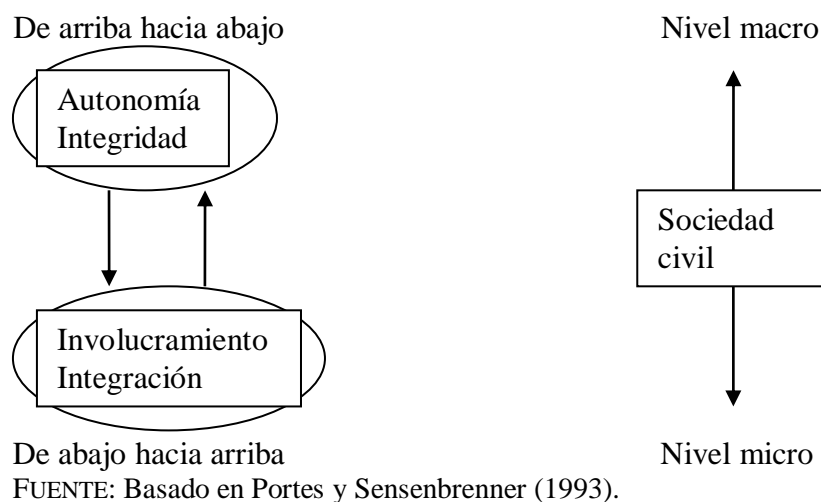 De arriba hacia abajo
Nivel macro
Autonomía
Integridad
Sociedad
civil
Involucramiento
Integración
De abajo hacia arriba
Nivel micro
FUENTE: Basado en Portes y Sensenbrenner (1993).